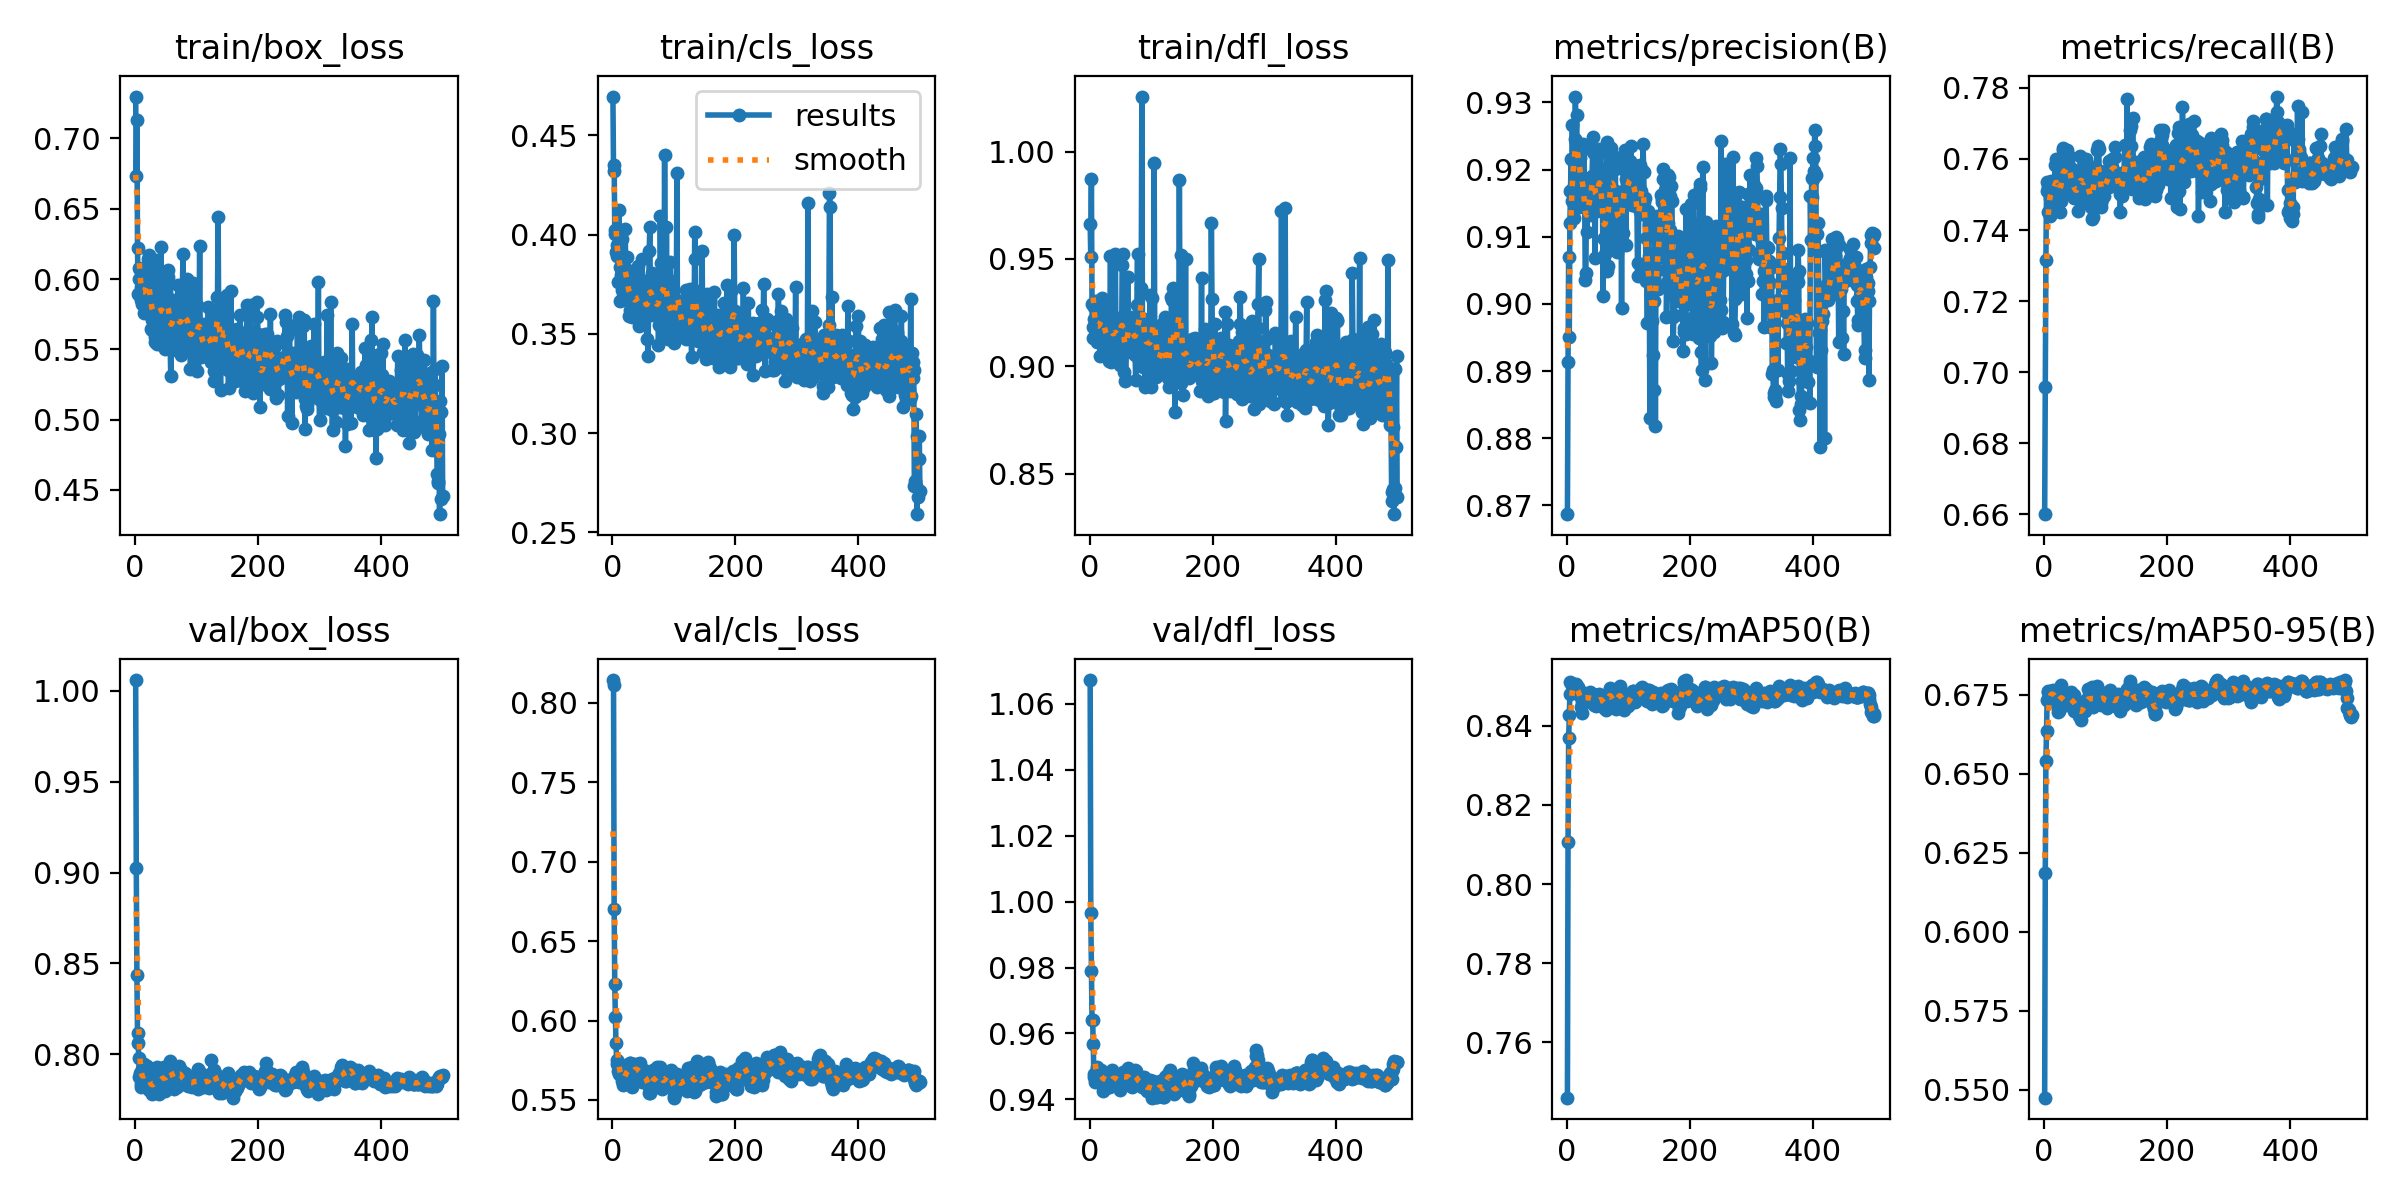 train/box_loss
train/cls_loss
train/dfl_loss
metrics/precision(B)
metrics/recall(B)
0.70
0.65
0.60
0.55
0.50
0.45
0 200 400
0.45
0.40
0.35
0.30
0.25
0 200 400
results
smooth
1.00
0.95
0.90
0.85
0 200 400
0.93
0.92
0.91
0.90
0.89
0.88
0.87
0 200 400
0.78
0.76
0.74
0.72
0.70
0.68
0.66
0 200 400
val/box_loss
val/cls_loss
val/dfl_loss
metrics/mAP50(B)
metrics/mAP50-95(B)
1.00
0.95
0.90
0.85
0.80
0 200 400
0.80
0.75
0.70
0.65
0.60
0.55
0 200 400
1.06
1.04
1.02
1.00
0.98
0.96
0.94
0 200 400
0.84
0.82
0.80
0.78
0.76
0 200 400
0.675
0.650
0.625
0.600
0.575
0.550
0 200 400